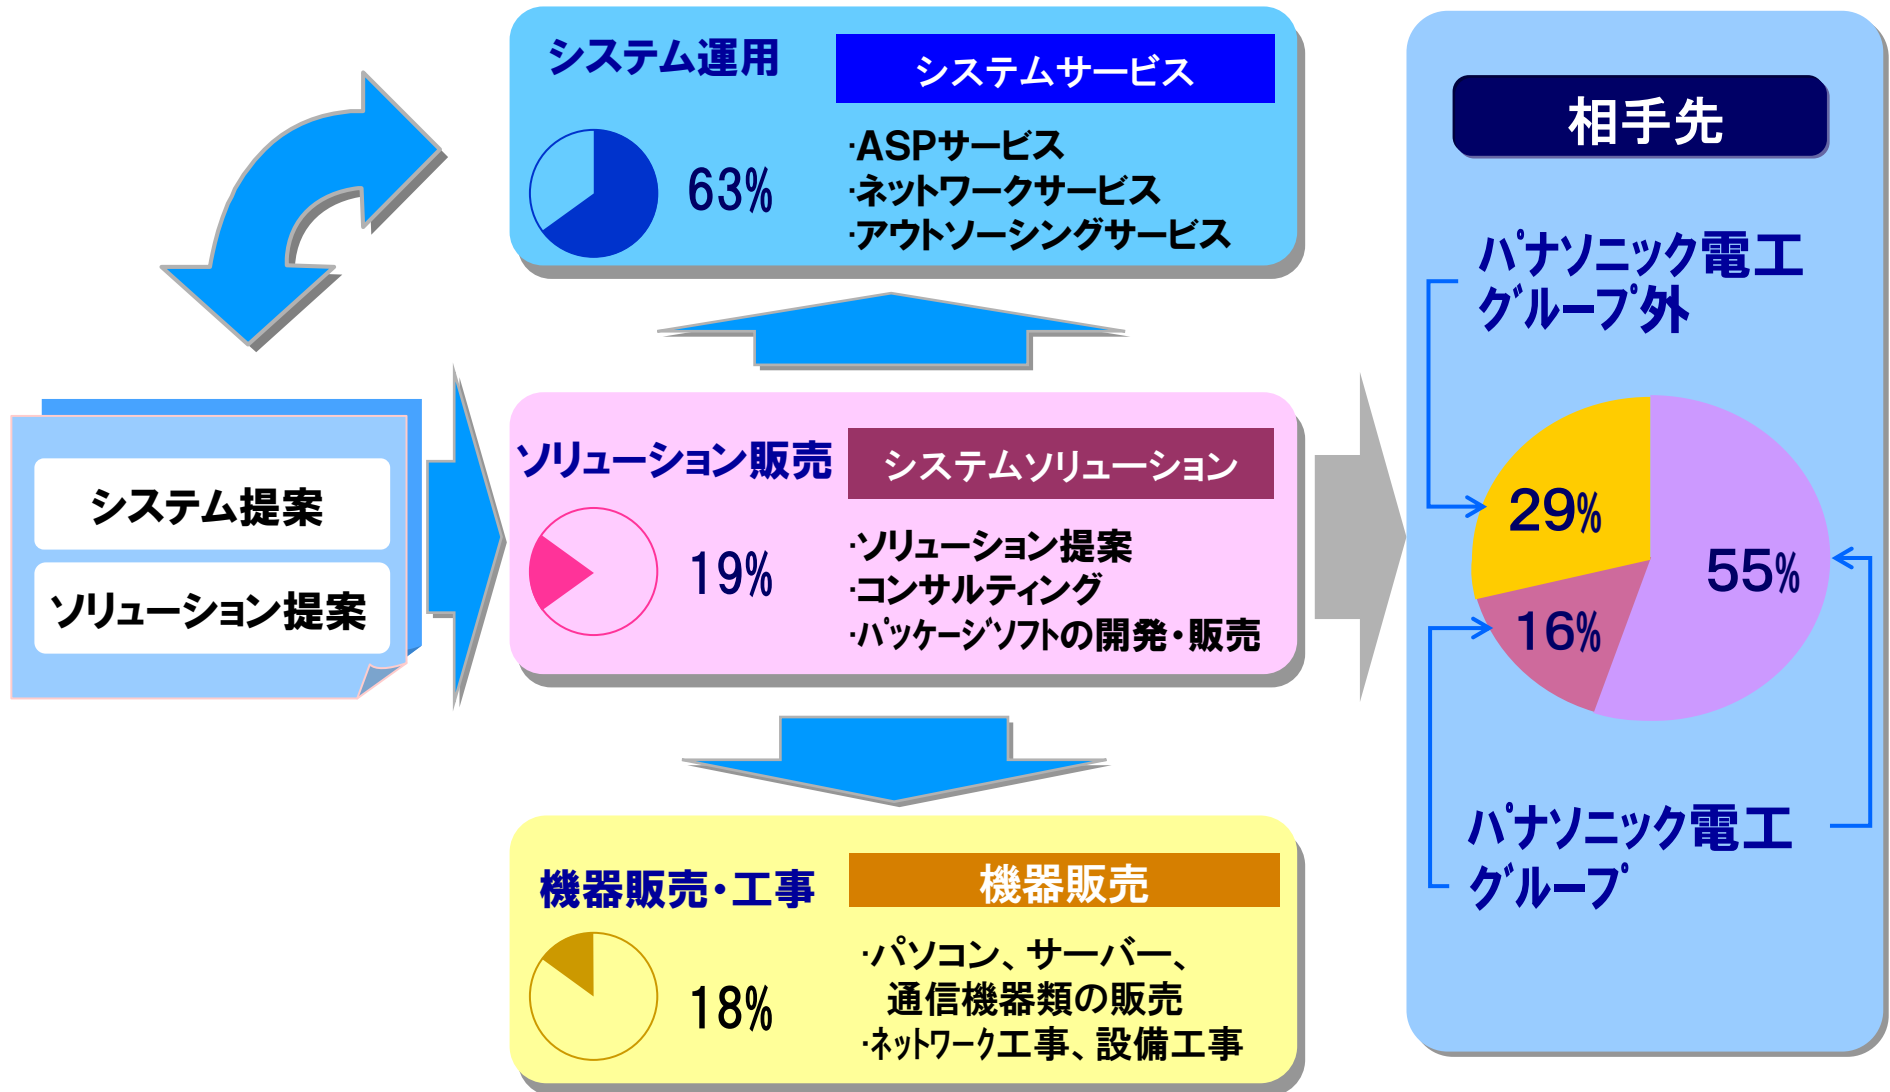 システム運用
システムサービス
63%
·ASPサービス
·ネットワークサービス
·アウトソーシングサービス
システム提案
ソリューション提案
ソリューション販売
システムソリューション
19%
·ソリューション提案
·コンサルティング
·パッケージソフトの開発・販売
機器販売・工事
機器販売
18%
·パソコン、サーバー、
通信機器類の販売
·ネットワーク工事、設備工事
相手先
パナソニック電工
グループ外
29%
55%
16%
パナソニック電工
グループ